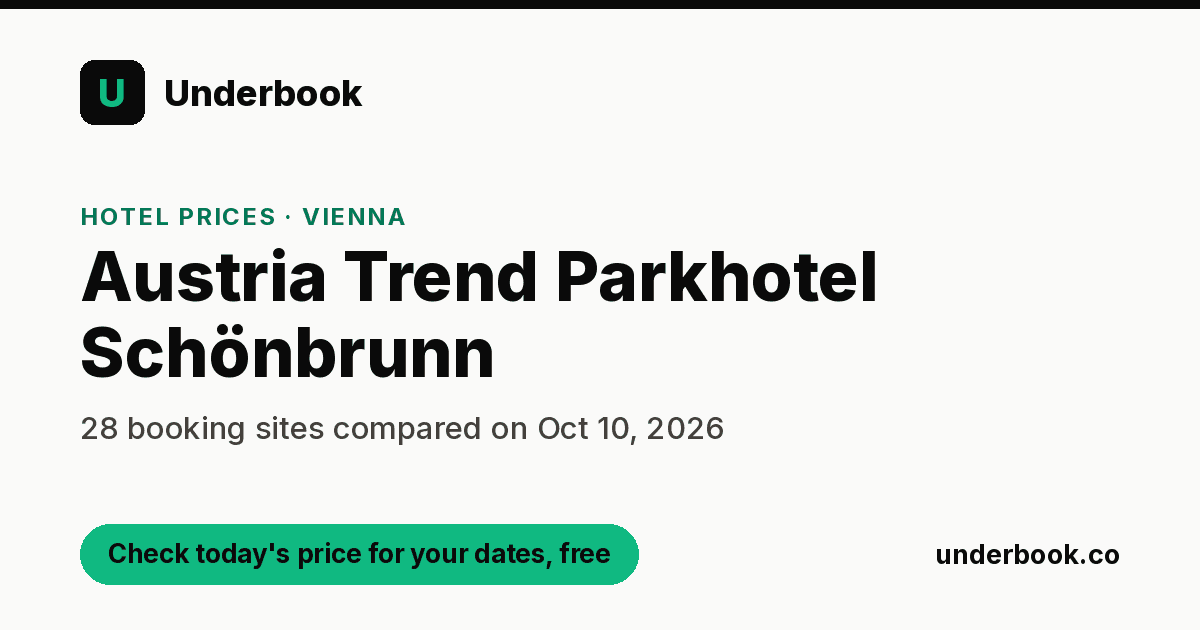 U Underbook
HOTEL PRICES · VIENNA
Austria Trend Parkhotel
Schönbrunn
28 booking sites compared on Oct 10, 2026
Check today's price for your dates, free
underbook.co